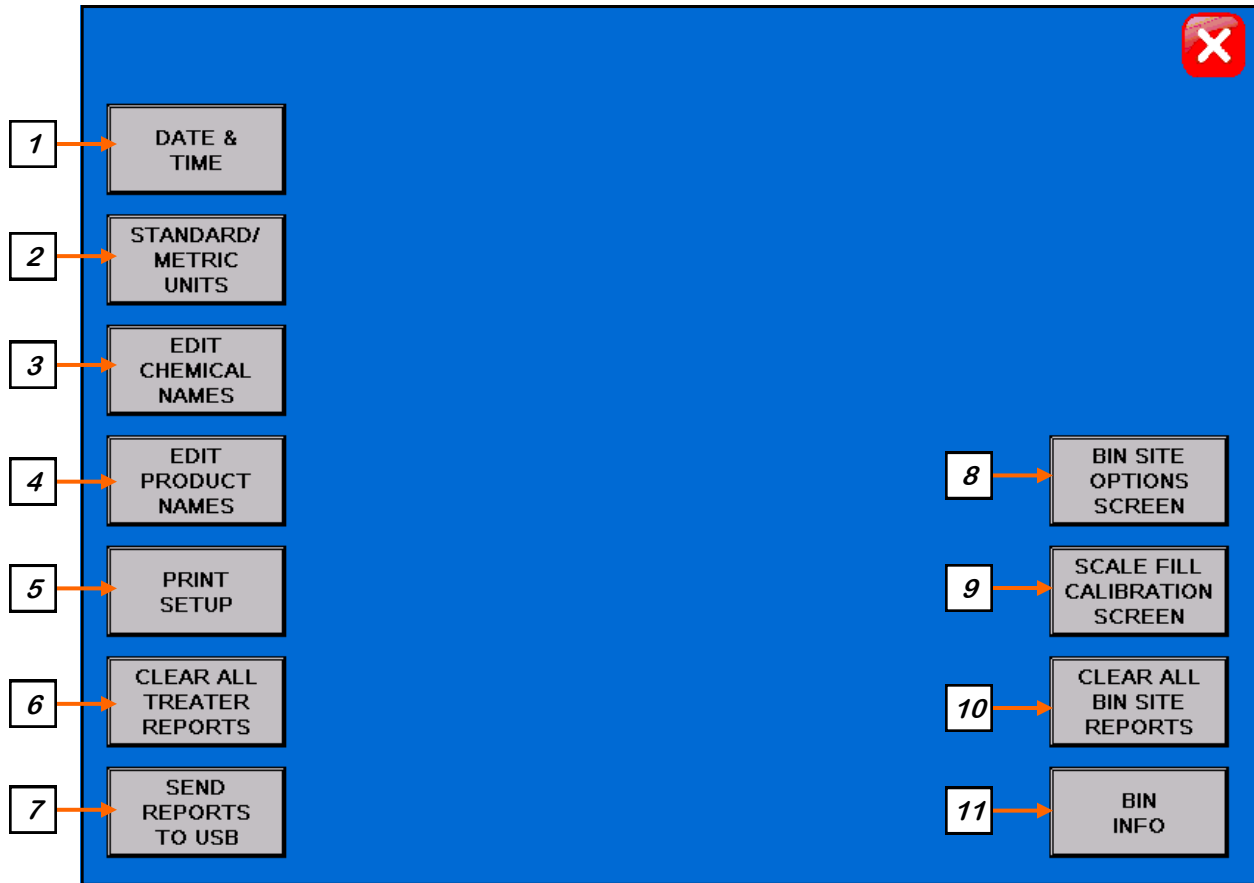 1
DATE &
TIME
2
STANDARD/
METRIC
UNITS
3
EDIT
CHEMICAL
NAMES
4
EDIT
PRODUCT
NAMES
5
PRINT
SETUP
6
CLEAR ALL
TREATER
REPORTS
7
SEND
REPORTS
TO USB
8
BIN SITE
OPTIONS
SCREEN
9
SCALE FILL
CALIBRATION
SCREEN
10
CLEAR ALL
BIN SITE
REPORTS
11
BIN
INFO